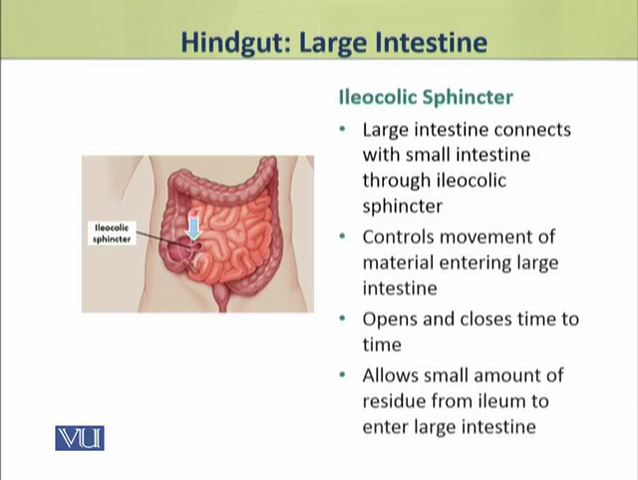 Hindgut: Large Intestine
Ileocolic Sphincter
• Large intestine connects
with small intestine
through ileocolic
sphincter
• Controls movement of
material entering large
intestine
• Opens and closes time to
time
• Allows small amount of
residue from ileum to
enter large intestine
Ileocolic
sphincter
VU